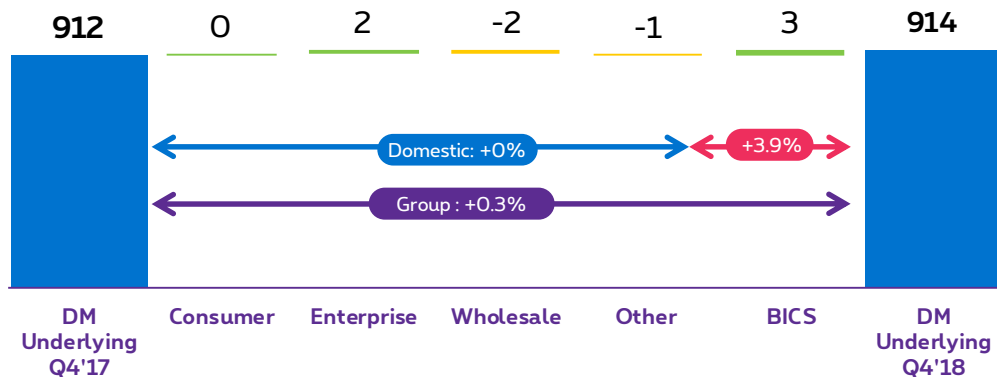 912
0
2
-2
-1
3
914
Domestic: +0%
+3.9%
Group : +0.3%
DM
Underlying
Q4'17
Consumer
Enterprise
Wholesale
Other
BICS
DM
Underlying
Q4'18